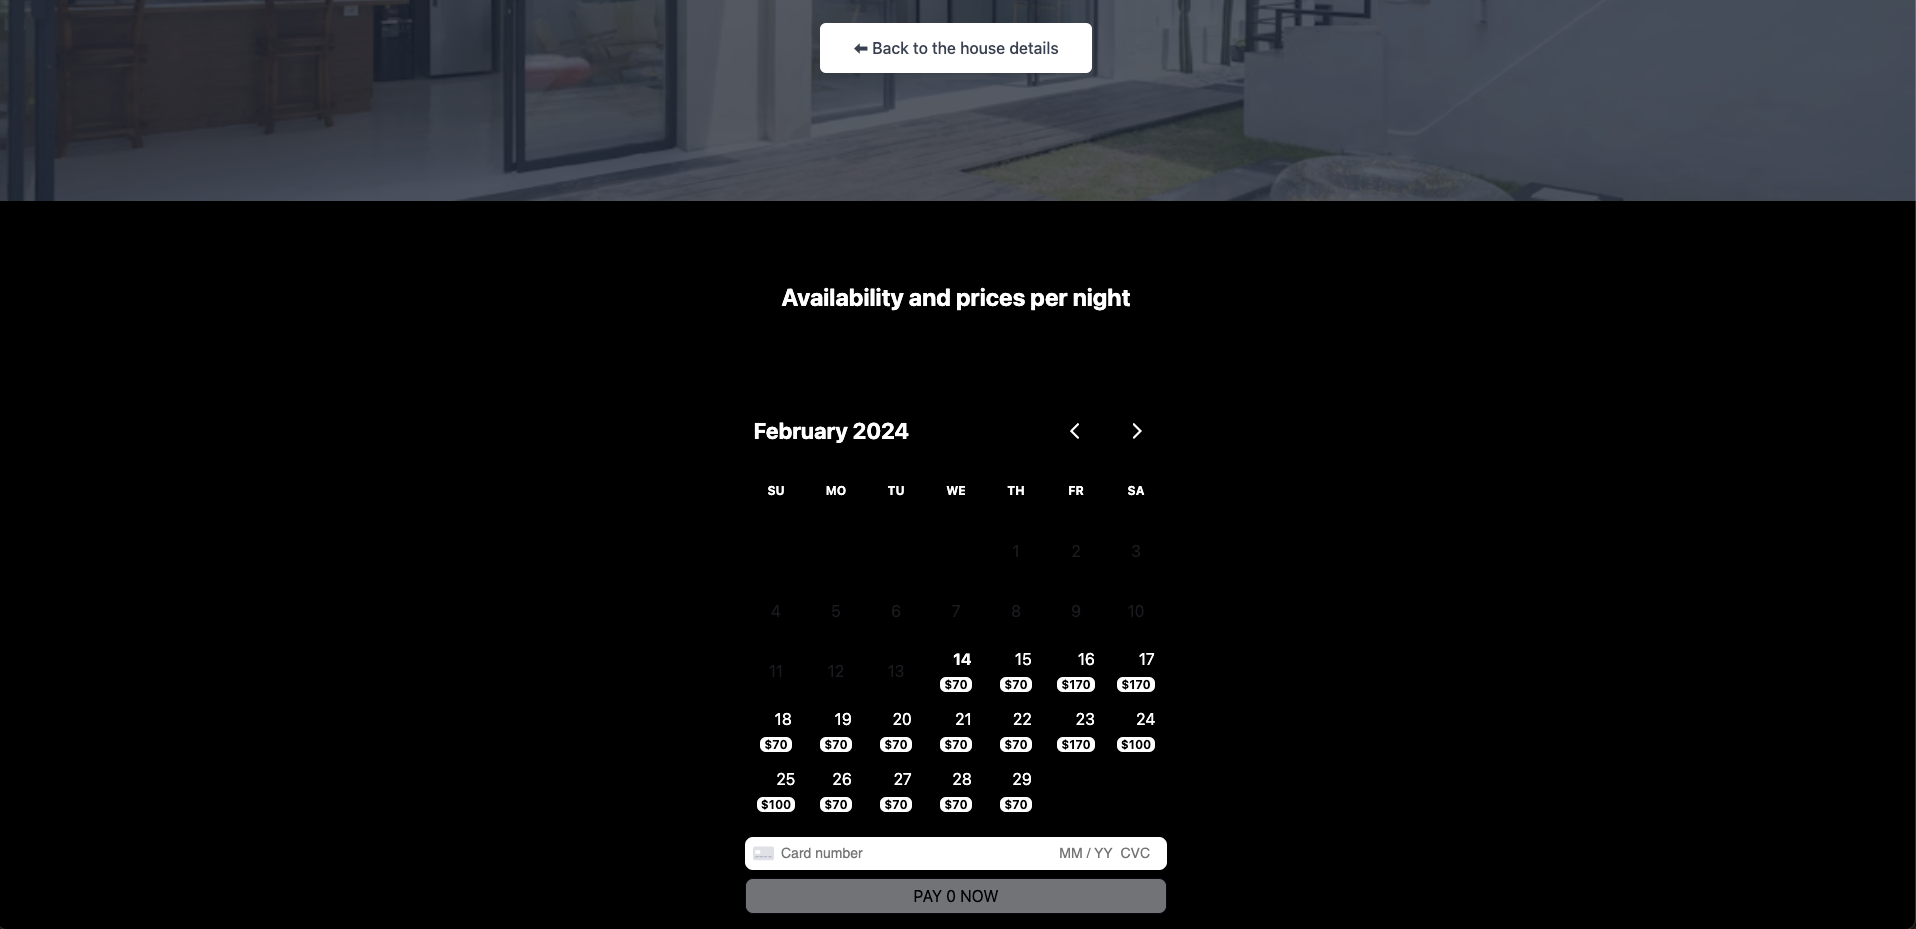 ⬅ Back to the house details
Availability and prices per night
February 2024
SU MO TU WE TH FR SA
1 2 3
4 5 6 7 8 9 10
11 12 13 14 15 16 17
$70 $70 $170 $170
18 19 20 21 22 23 24
$70 $70 $70 $70 $70 $170 $100
25 26 27 28 29
$100 $70 $70 $70 $70
Card number MM / YY CVC
PAY 0 NOW